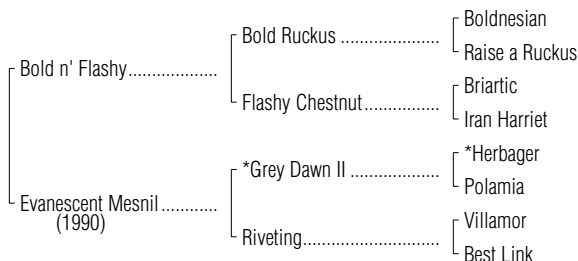 Boldnesian
Bold Ruckus ....................
Raise a Ruckus
Bold n' Flashy..................
Briartic
Flashy Chestnut...............
Iran Harriet
*Herbager
*Grey Dawn II ..................
Polamia
Evanescent Mesnil...........
(1990)
Villamor
Riveting...........................
Best Link